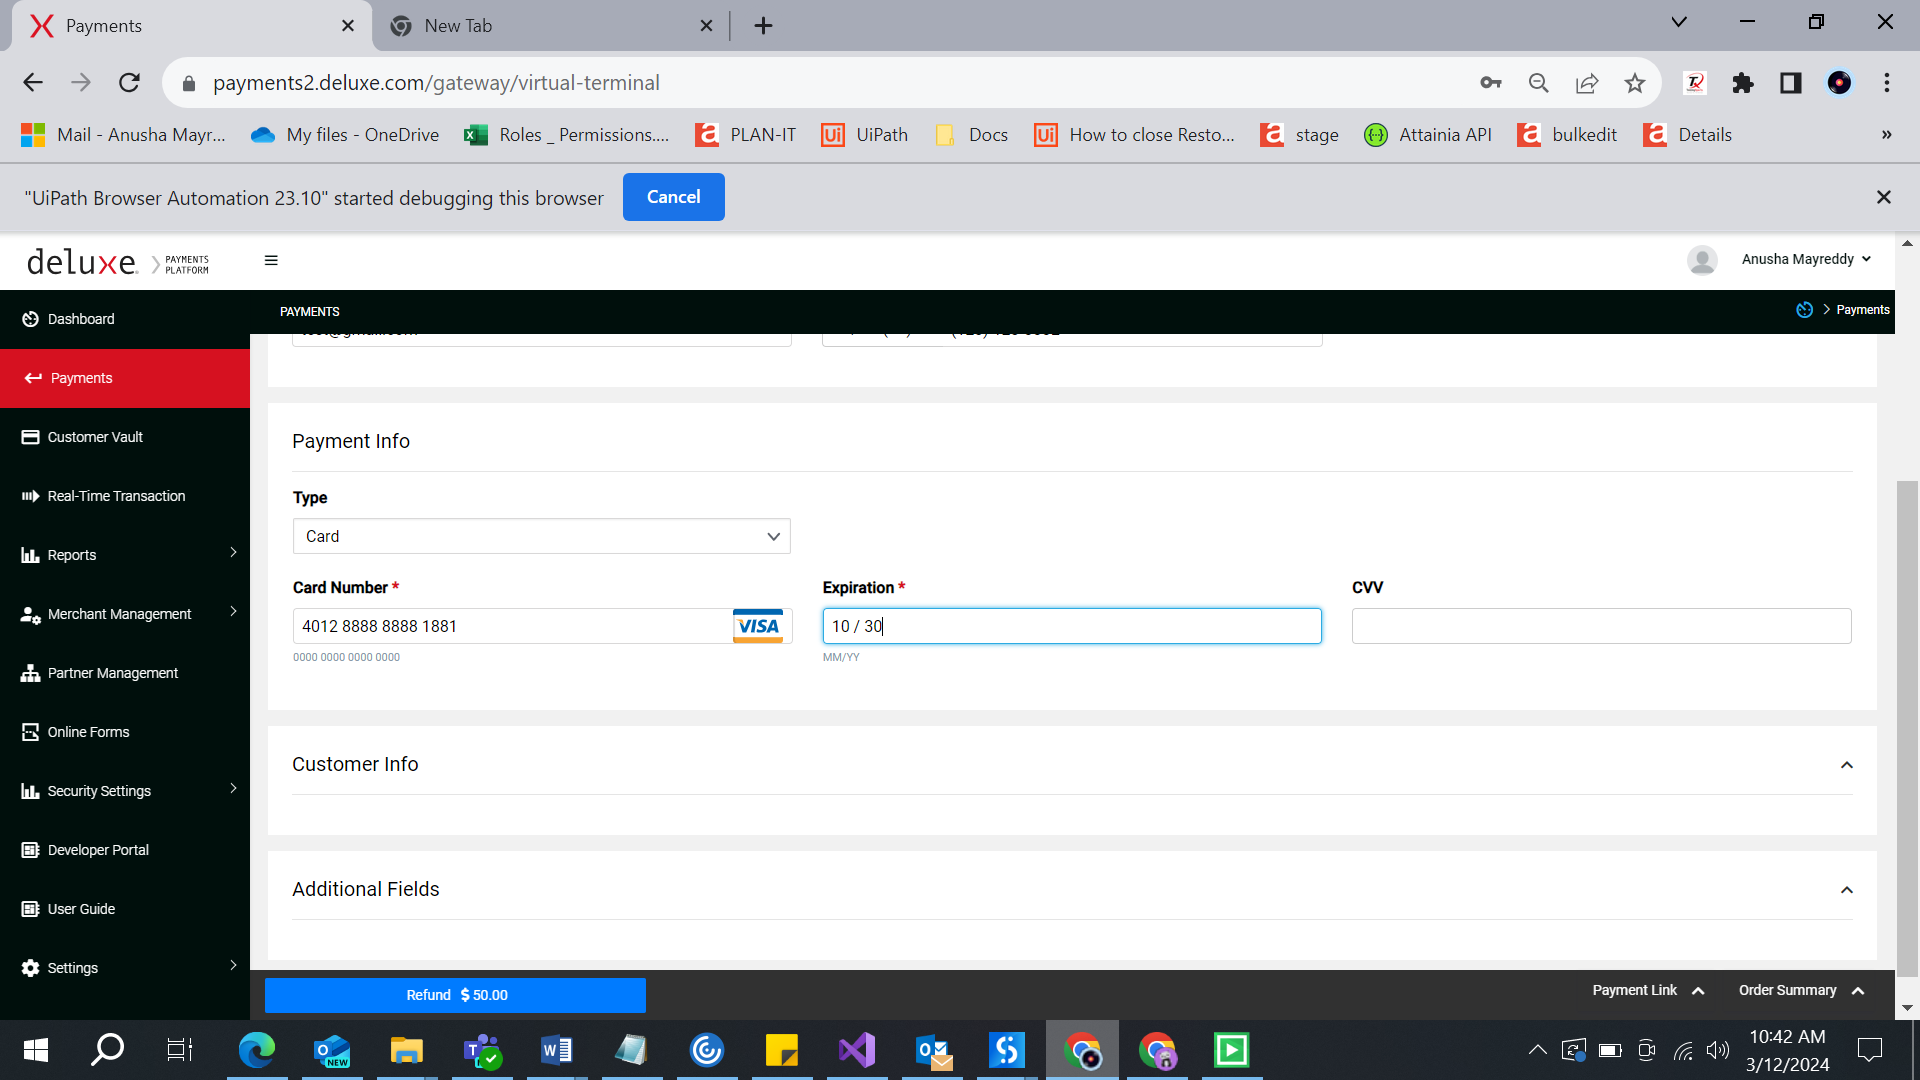 Payments
New Tab
payments2.deluxe.com/gateway/virtual-terminal
Mail - Anusha Mayr...
My files - OneDrive
Roles _ Permissions....
PLAN-IT
UiPath
Docs
How to close Resto...
stage
Attainia API
bulkedit
Details
»
"UiPath Browser Automation 23.10" started debugging this browser
Cancel
deluxe. PAYMENTS PLATFORM
Anusha Mayreddy
Dashboard
PAYMENTS
Payments
Payments
Customer Vault
Real-Time Transaction
Reports
Merchant Management
Partner Management
Online Forms
Security Settings
Developer Portal
User Guide
Settings
Payment Info
Type
Card
Card Number *
4012 8888 8888 1881
VISA
0000 0000 0000 0000
Expiration *
10 / 30
MM/YY
CVV
Customer Info
Additional Fields
Refund $ 50.00
Payment Link
Order Summary
NEW
10:42 AM
3/12/2024